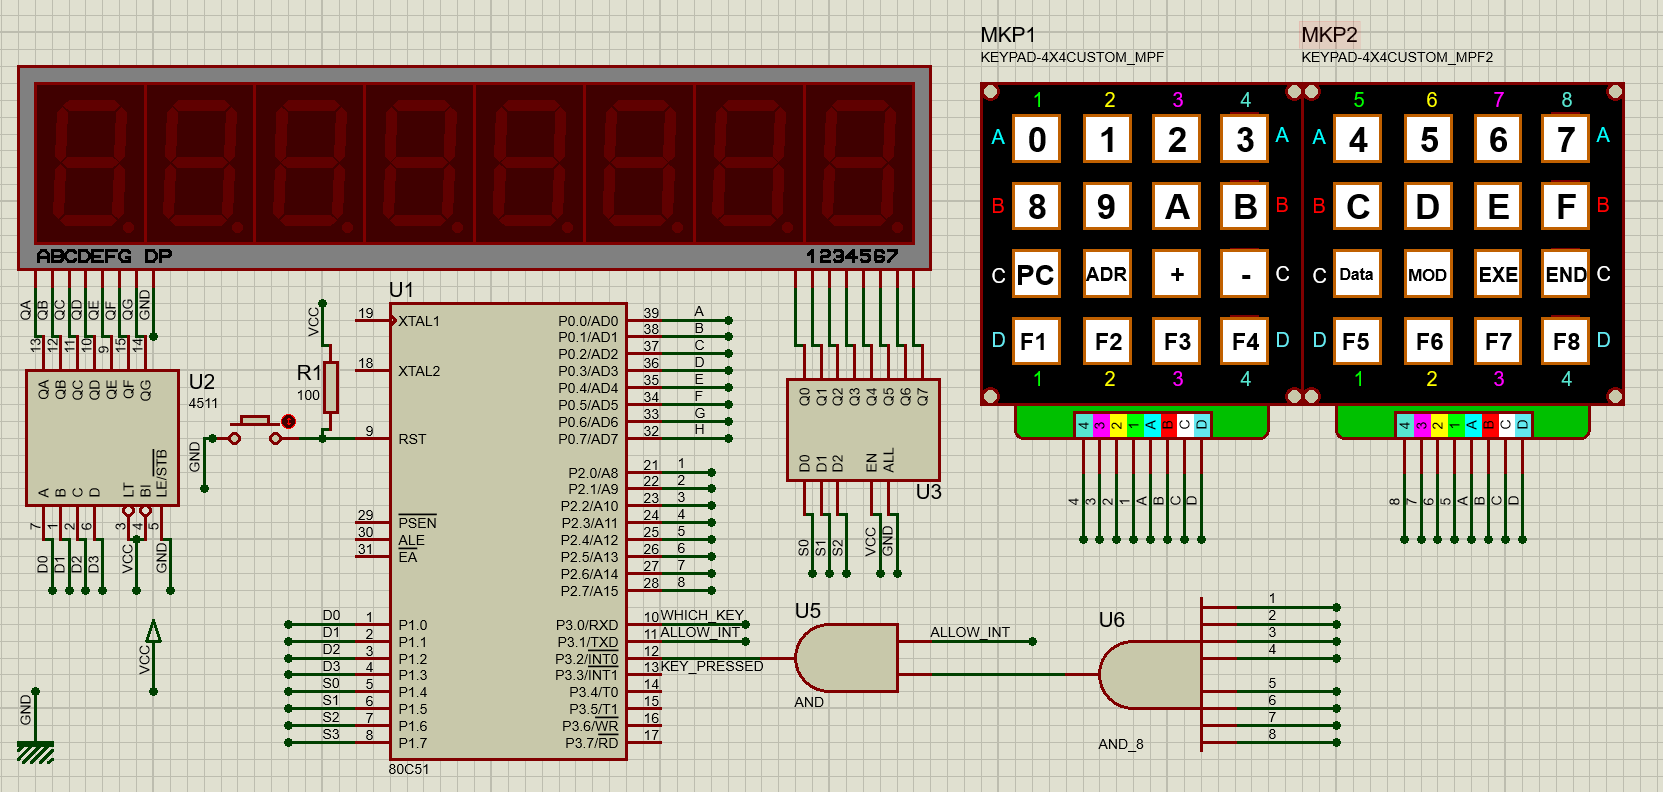 MKP1
KEYPAD-4X4CUSTOM_MPF
MKP2
KEYPAD-4X4CUSTOM_MPF2
1 2 3 4 5 6 7 8
A 0 1 2 3 A A 4 5 6 7 A
B 8 9 A B B B C D E F B
C PC ADR + - C C Data MOD EXE END C
D F1 F2 F3 F4 D D F5 F6 F7 F8 D
1 2 3 4 1 2 3 4
4 3 2 1 A B C D
4 3 2 1 A B C D
4 3 2 1 A B C D
8 7 6 5 A B C D
ABCDEFG DP
1234567
QA QB QC QD QE QF QG GND
13 12 11 10 9 15 14
QA QB QC QD QE QF QG
U2
4511
A B C D LT BI LE/STB
7 1 2 6 3 4 5
D0 D1 D2 D3 VCC GND
VCC
GND
VCC
R1
100
GND
U1
19 XTAL1
18 XTAL2
9 RST
29 PSEN
30 ALE
31 EA
D0 1 P1.0
D1 2 P1.1
D2 3 P1.2
D3 4 P1.3
S0 5 P1.4
S1 6 P1.5
S2 7 P1.6
S3 8 P1.7
P0.0/AD0 39 A
P0.1/AD1 38 B
P0.2/AD2 37 C
P0.3/AD3 36 D
P0.4/AD4 35 E
P0.5/AD5 34 F
P0.6/AD6 33 G
P0.7/AD7 32 H
P2.0/A8 21 1
P2.1/A9 22 2
P2.2/A10 23 3
P2.3/A11 24 4
P2.4/A12 25 5
P2.5/A13 26 6
P2.6/A14 27 7
P2.7/A15 28 8
P3.0/RXD 10 WHICH_KEY
P3.1/TXD 11 ALLOW_INT
P3.2/INT0 12
P3.3/INT1 13 KEY_PRESSED
P3.4/T0 14
P3.5/T1 15
P3.6/WR 16
P3.7/RD 17
80C51
Q0 Q1 Q2 Q3 Q4 Q5 Q6 Q7
D0 D1 D2 EN ALL
U3
S0 S1 S2 VCC GND
U5
ALLOW_INT
AND
U6
AND_8
1
2
3
4
5
6
7
8